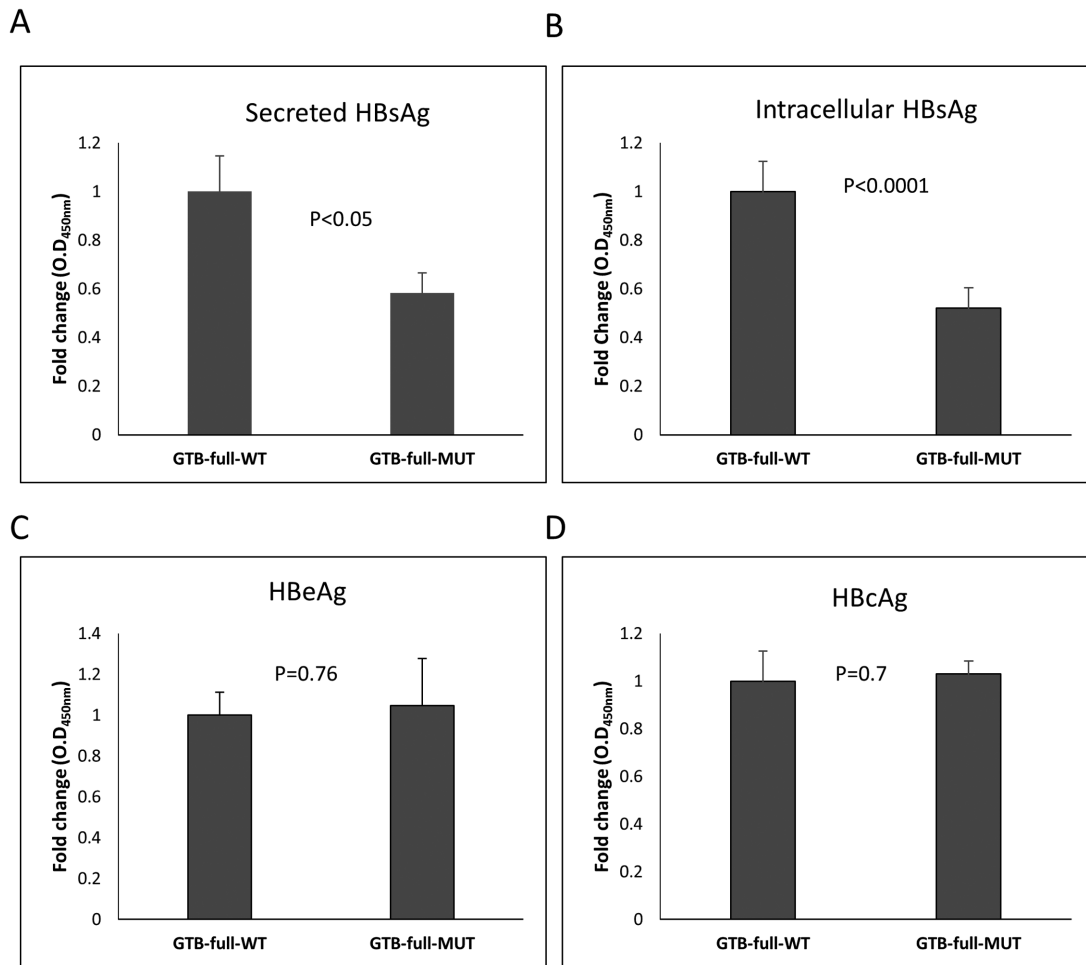 A
Secreted HBsAg
Fold change (O.D450nm)
1.2
1
0.8
0.6
0.4
0.2
0
P<0.05
GTB-full-WT GTB-full-MUT
B
Intracellular HBsAg
Fold Change (O.D450nm)
1.2
1
0.8
0.6
0.4
0.2
0
P<0.0001
GTB-full-WT GTB-full-MUT
C
HBeAg
Fold change (O.D450nm)
1.4
1.2
1
0.8
0.6
0.4
0.2
0
P=0.76
GTB-full-WT GTB-full-MUT
D
HBcAg
Fold change (O.D450nm)
1.2
1
0.8
0.6
0.4
0.2
0
P=0.7
GTB-full-WT GTB-full-MUT